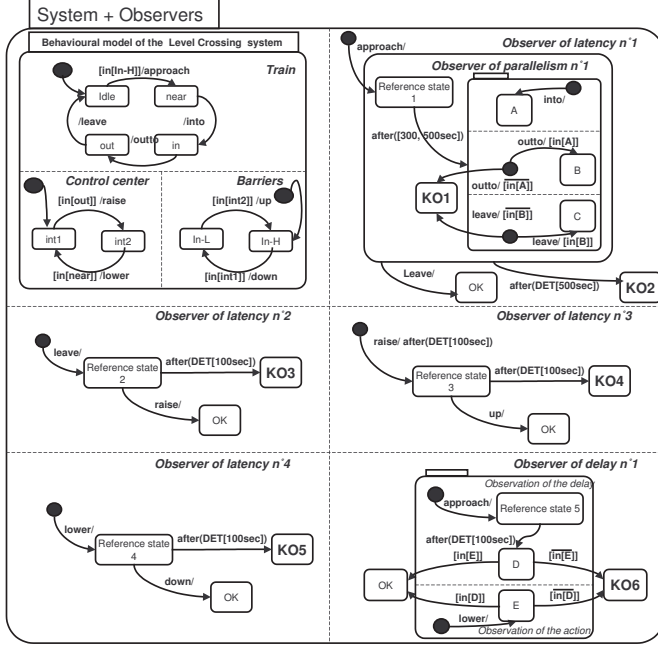 System + Observers
Behavioural model of the Level Crossing system
Train
[in[In-H]]/approach
Idle
near
/leave
/into
/outto
out
in
Control center
[in[out]] /raise
int1
int2
[in[near]] /lower
Barriers
[in[int2]] /up
In-L
In-H
[in[int1]] /down
Observer of latency n°1
approach/
Observer of parallelism n°1
Reference state
1
into/
A
after([300, 500sec])
outto/ [in[A]]
B
outto/ [in[A]]
KO1
leave/ [in[B]]
C
leave/ [in[B]]
Leave/
OK
after(DET[500sec])
KO2
Observer of latency n°2
leave/
Reference state
2
after(DET[100sec])
KO3
raise/
OK
Observer of latency n°3
raise/ after(DET[100sec])
Reference state
3
after(DET[100sec])
KO4
up/
OK
Observer of latency n°4
lower/
Reference state
4
after(DET[100sec])
KO5
down/
OK
Observer of delay n°1
Observation of the delay
approach/
Reference state 5
after(DET[100sec])
[in[E]]
D
[in[E]]
OK
KO6
[in[D]]
E
[in[D]]
lower/
Observation of the action